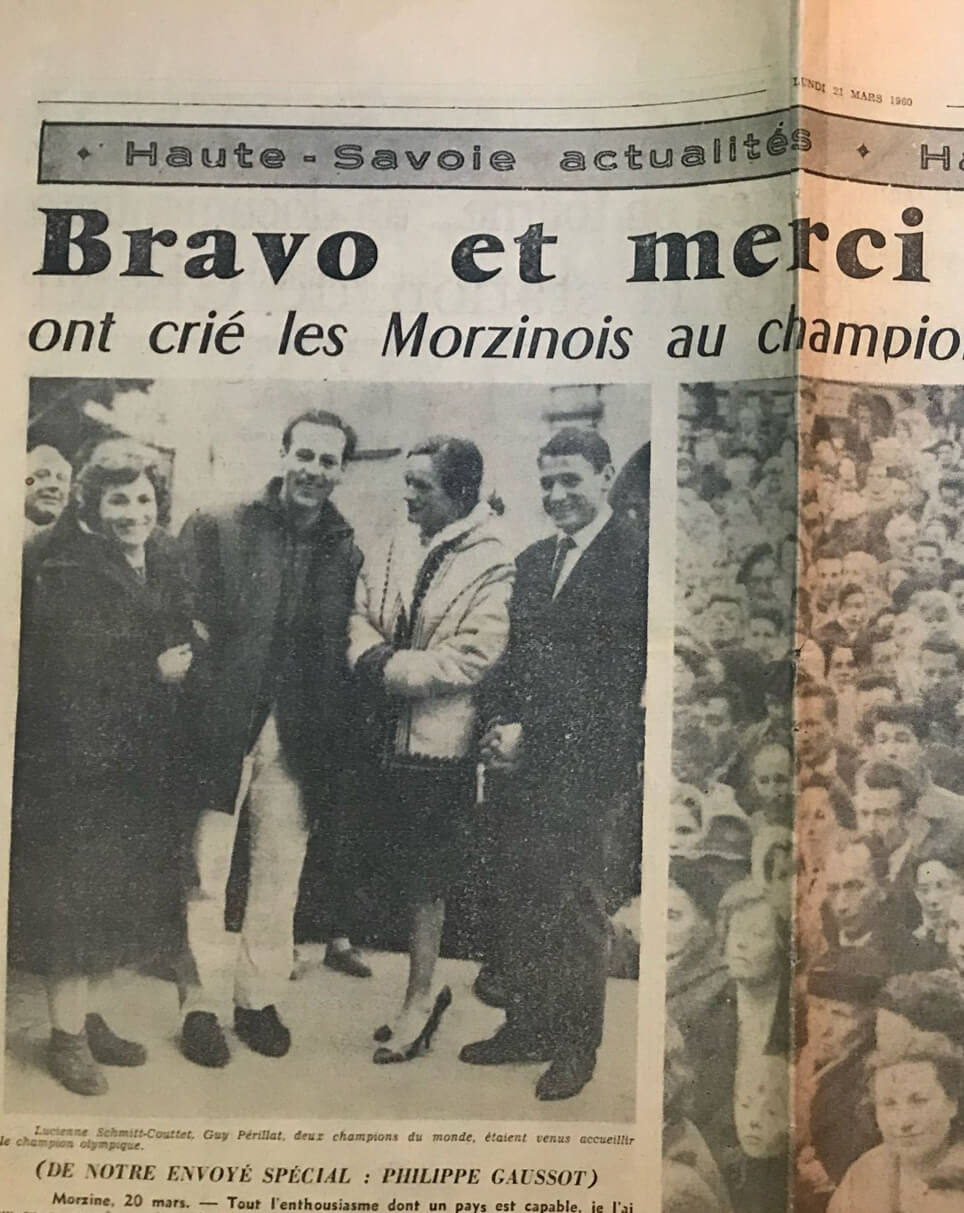 LUNDI 21 MARS 1960
Haute - Savoie actualités
Bravo et merci
ont crié les Morzinois au champio
Lucienne Schmitt-Couttet, Guy Périllat, deux champions du monde, étaient venus accueillir
le champion olympique.
(DE NOTRE ENVOYÉ SPÉCIAL : PHILIPPE GAUSSOT)
Morzine, 20 mars. — Tout l'enthousiasme dont un pays est capable, je l'ai